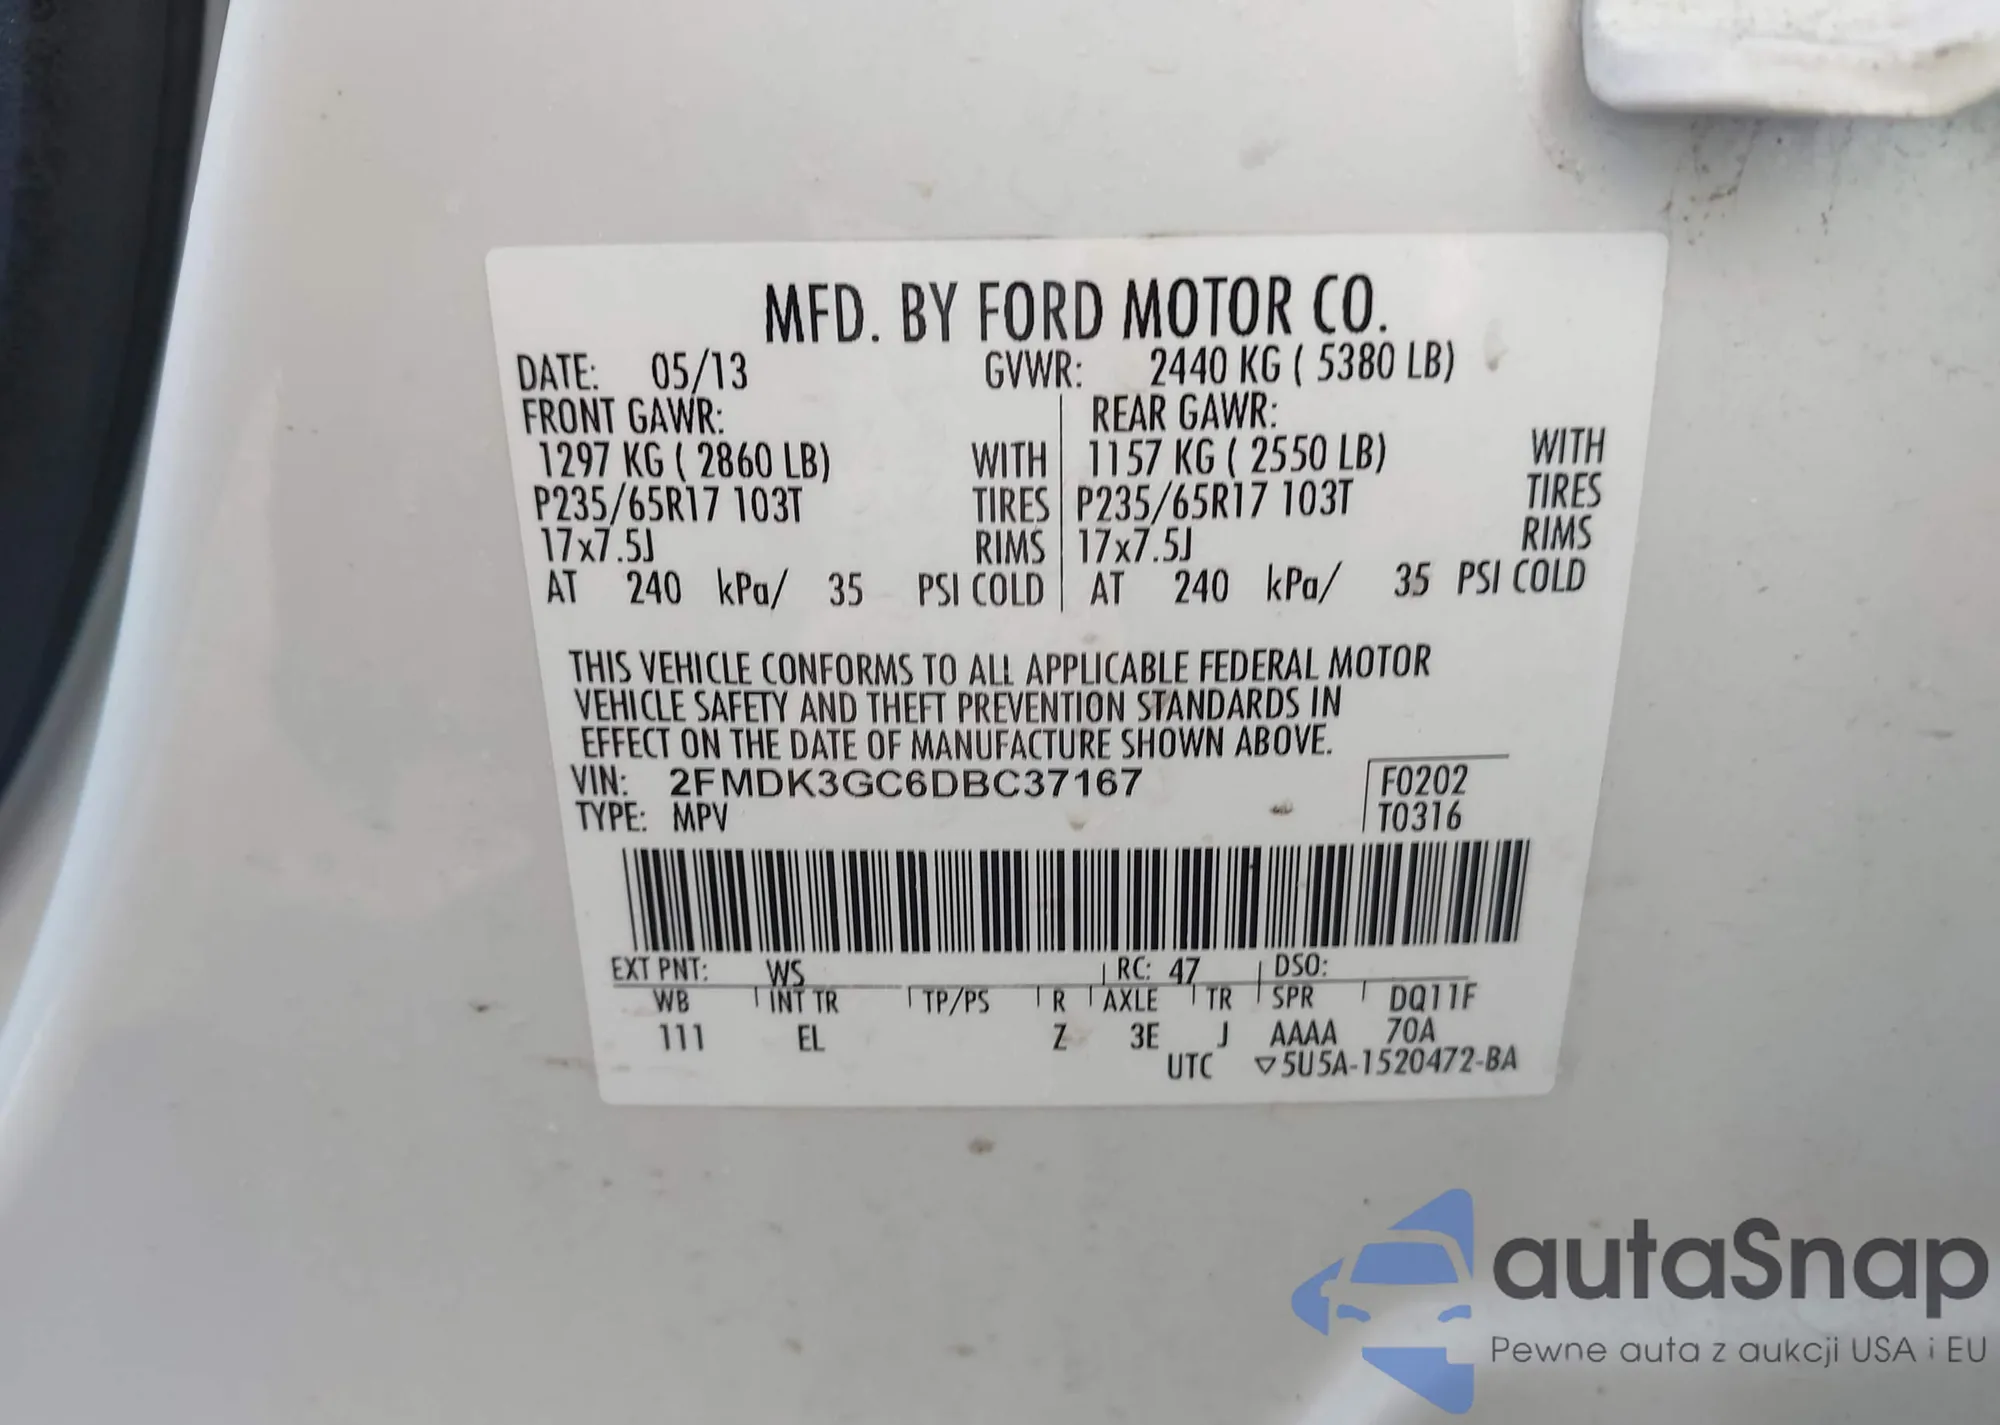 MFD. BY FORD MOTOR CO.
DATE: 05/13 GVWR: 2440 KG ( 5380 LB)
FRONT GAWR: REAR GAWR:
1297 KG ( 2860 LB) WITH 1157 KG ( 2550 LB) WITH
P235/65R17 103T TIRES P235/65R17 103T TIRES
17x7.5J RIMS 17x7.5J RIMS
AT 240 kPa/ 35 PSI COLD AT 240 kPa/ 35 PSI COLD
THIS VEHICLE CONFORMS TO ALL APPLICABLE FEDERAL MOTOR
VEHICLE SAFETY AND THEFT PREVENTION STANDARDS IN
EFFECT ON THE DATE OF MANUFACTURE SHOWN ABOVE.
VIN: 2FMDK3GC6DBC37167 F0202
TYPE: MPV T0316
EXT PNT: WS RC: 47 DSO:
WB INT TR TP/PS R AXLE TR SPR DQ11F
111 EL Z 3E J AAAA 70A
UTC ▽5U5A-1520472-BA
autaSnap
Pewne auta z aukcji USA i EU